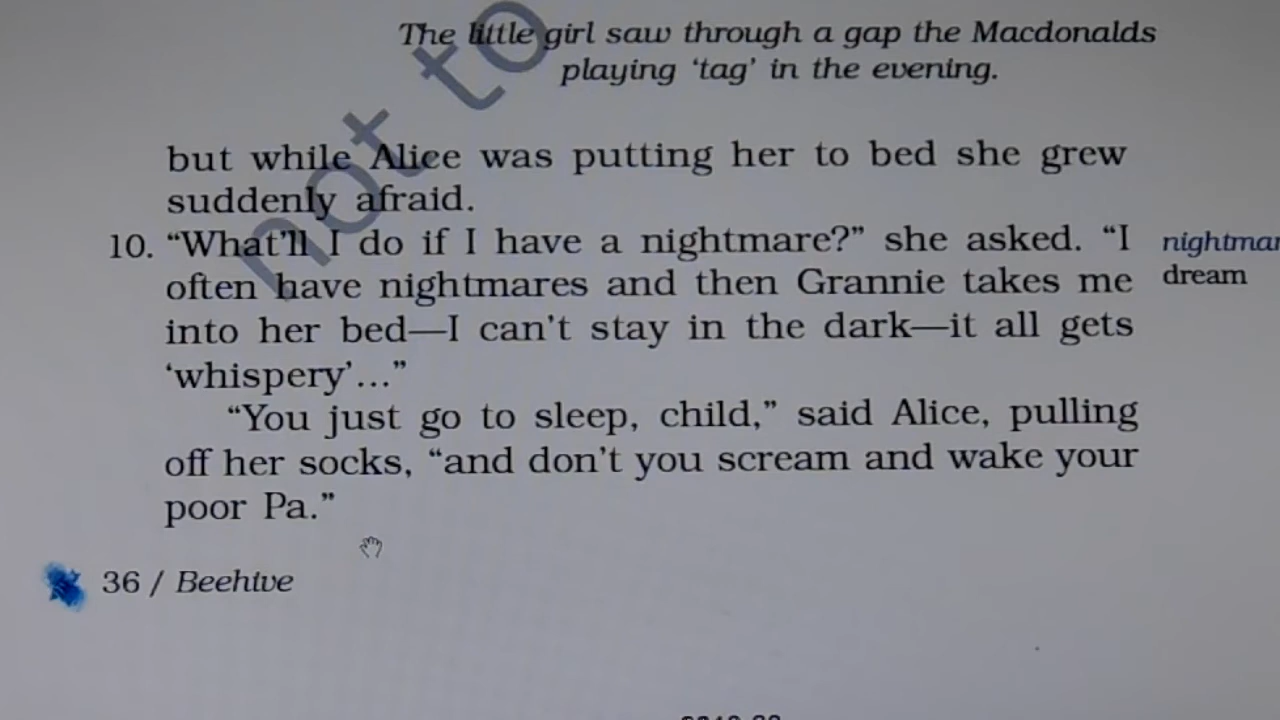 The little girl saw through a gap the Macdonalds
playing ‘tag’ in the evening.
but while Alice was putting her to bed she grew
suddenly afraid.
10. “What’ll I do if I have a nightmare?” she asked. “I
often have nightmares and then Grannie takes me
into her bed—I can’t stay in the dark—it all gets
‘whispery’...”
“You just go to sleep, child,” said Alice, pulling
off her socks, “and don’t you scream and wake your
poor Pa.”
nightmar
dream
36 / Beehive
not to